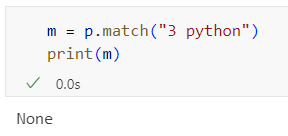 m = p.match("3 python")
print(m)
0.0s
None